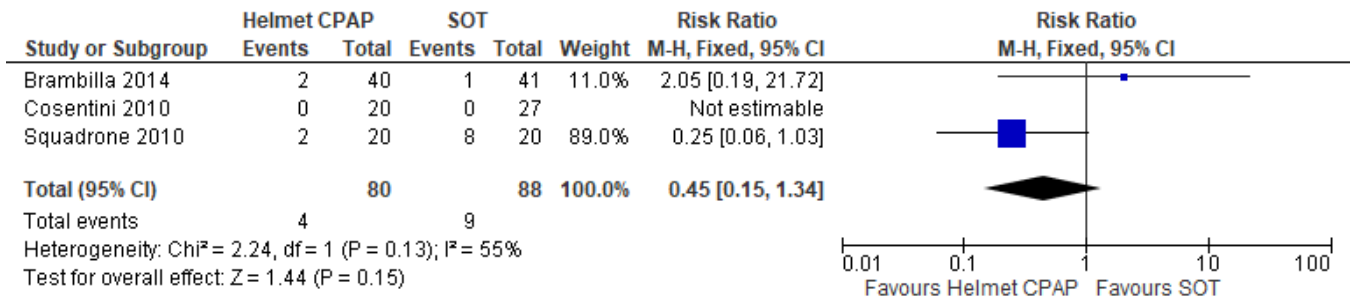 Helmet CPAP SOT Risk Ratio Risk Ratio
Study or Subgroup Events Total Events Total Weight M-H, Fixed, 95% CI M-H, Fixed, 95% CI
Brambilla 2014 2 40 1 41 11.0% 2.05 [0.19, 21.72]
Cosentini 2010 0 20 0 27 Not estimable
Squadrone 2010 2 20 8 20 89.0% 0.25 [0.06, 1.03]
Total (95% CI) 80 88 100.0% 0.45 [0.15, 1.34]
Total events 4 9
Heterogeneity: Chi² = 2.24, df = 1 (P = 0.13); I² = 55%
Test for overall effect: Z = 1.44 (P = 0.15)
0.01 0.1 1 10 100
Favours Helmet CPAP Favours SOT